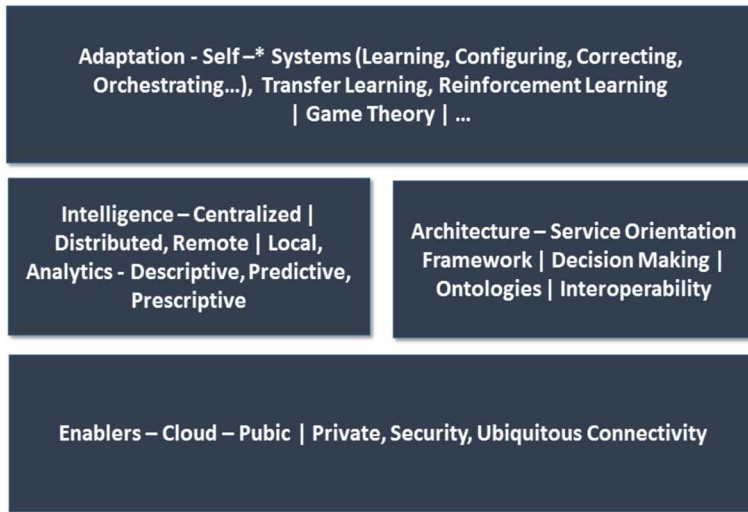 Adaptation - Self –* Systems (Learning, Configuring, Correcting,
Orchestrating...), Transfer Learning, Reinforcement Learning
| Game Theory | ...
Intelligence – Centralized |
Distributed, Remote | Local,
Analytics - Descriptive, Predictive,
Prescriptive
Architecture – Service Orientation
Framework | Decision Making |
Ontologies | Interoperability
Enablers – Cloud – Pubic | Private, Security, Ubiquitous Connectivity